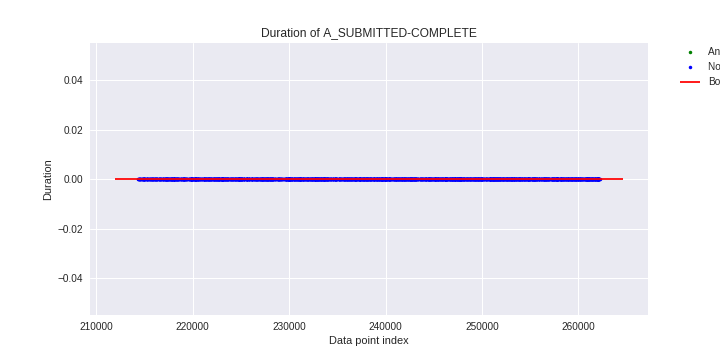 Duration of A_SUBMITTED-COMPLETE
An
No
Bo
0.04
0.02
0.00
−0.02
−0.04
Duration
210000 220000 230000 240000 250000 260000
Data point index